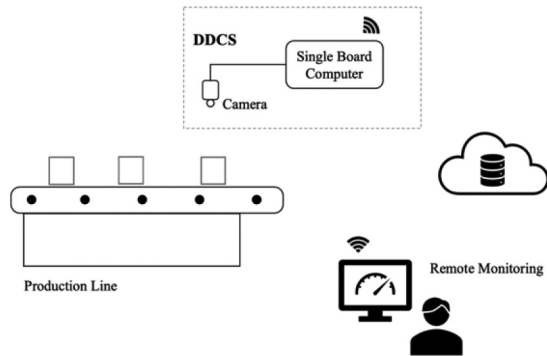 DDCS
Single Board
Computer
Camera
Production Line
Remote Monitoring